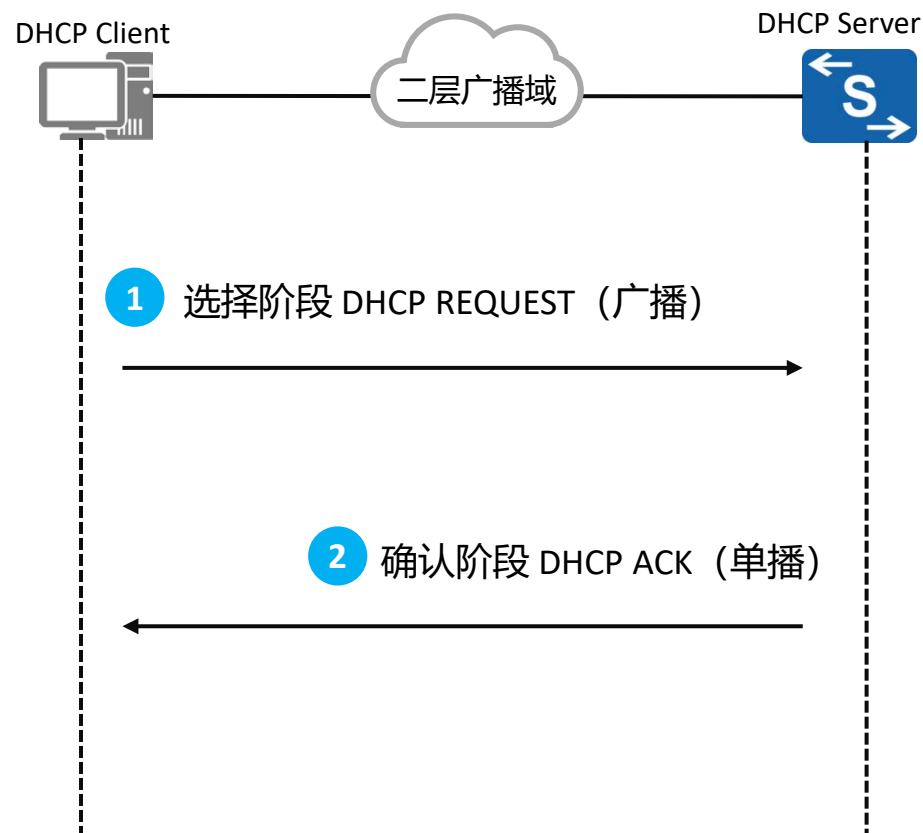 DHCP Client
DHCP Server
二层广播域
S
1 选择阶段 DHCP REQUEST（广播）
2 确认阶段 DHCP ACK（单播）